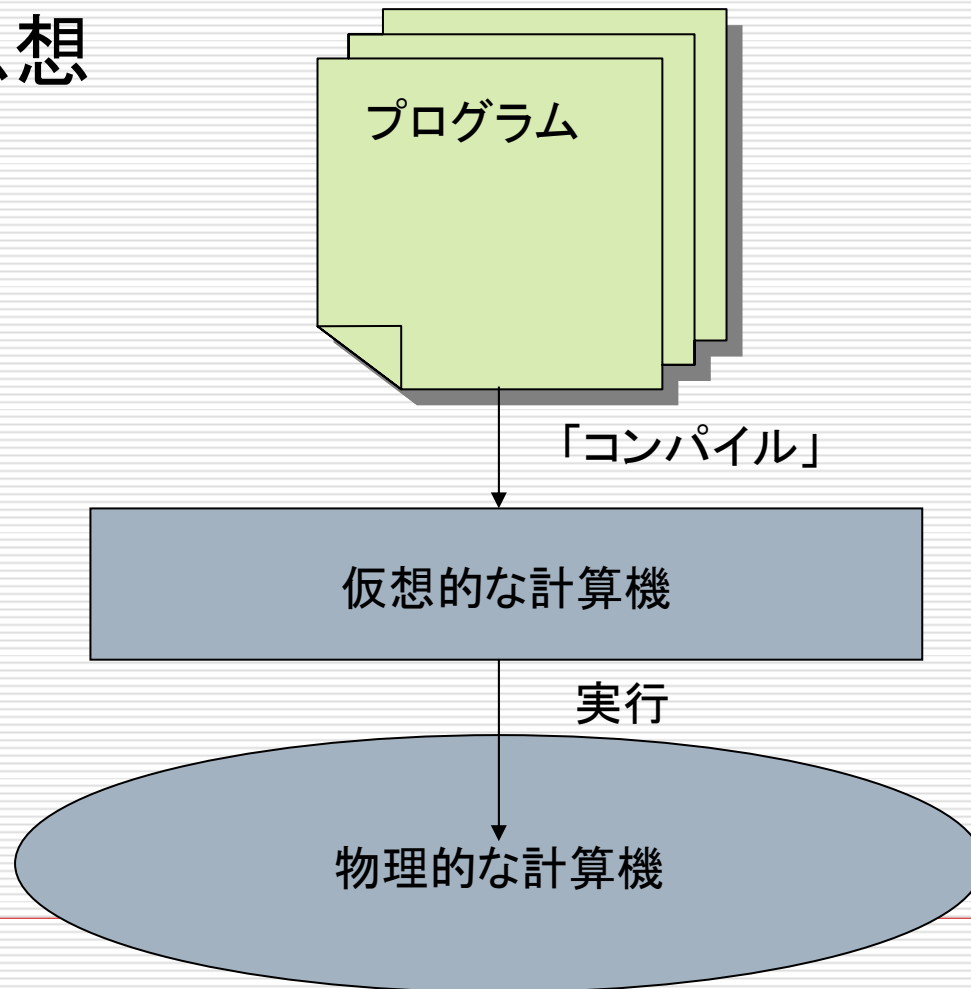 想
プログラム
「コンパイル」
仮想的な計算機
実行
物理的な計算機